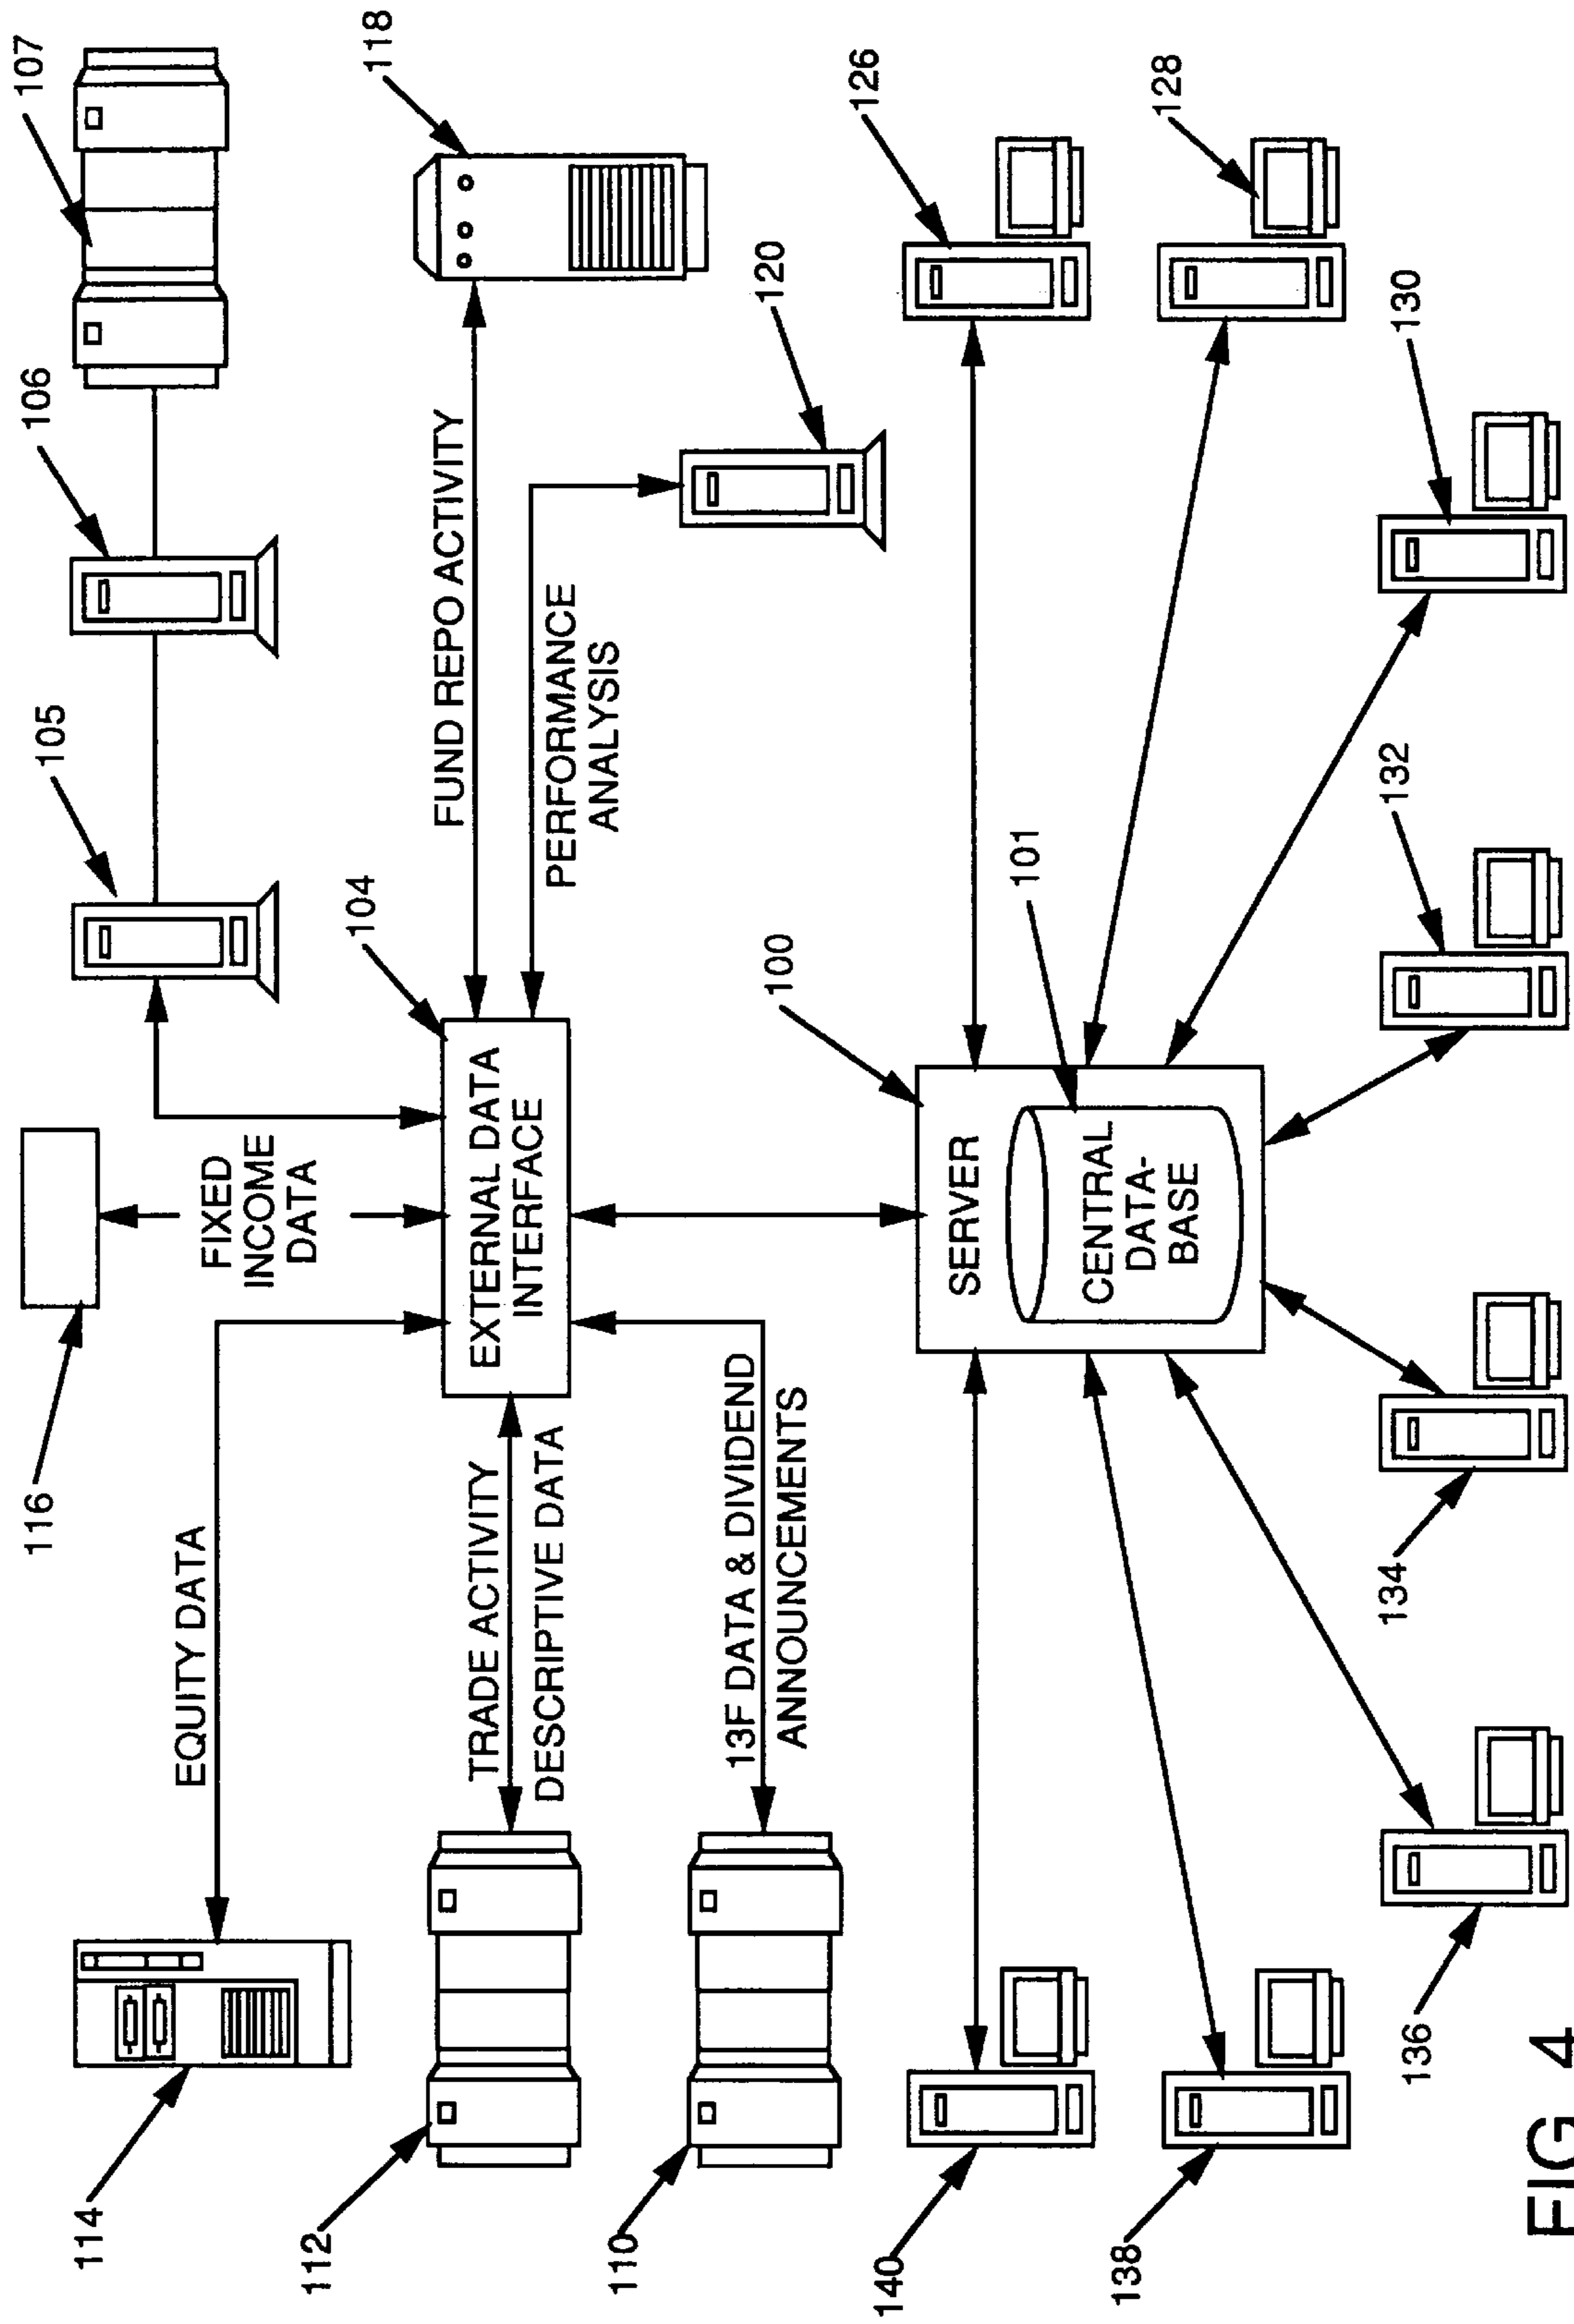 116
107
106
105
114
118
FIXED
INCOME
DATA
EQUITY DATA
104
FUND REPO ACTIVITY
112
TRADE ACTIVITY
DESCRIPTIVE DATA
EXTERNAL DATA
INTERFACE
PERFORMANCE
ANALYSIS
120
110
13F DATA & DIVIDEND
ANNOUNCEMENTS
100
126
140
SERVER
101
CENTRAL
DATA-
BASE
128
138
130
132
134
136
FIG. 4